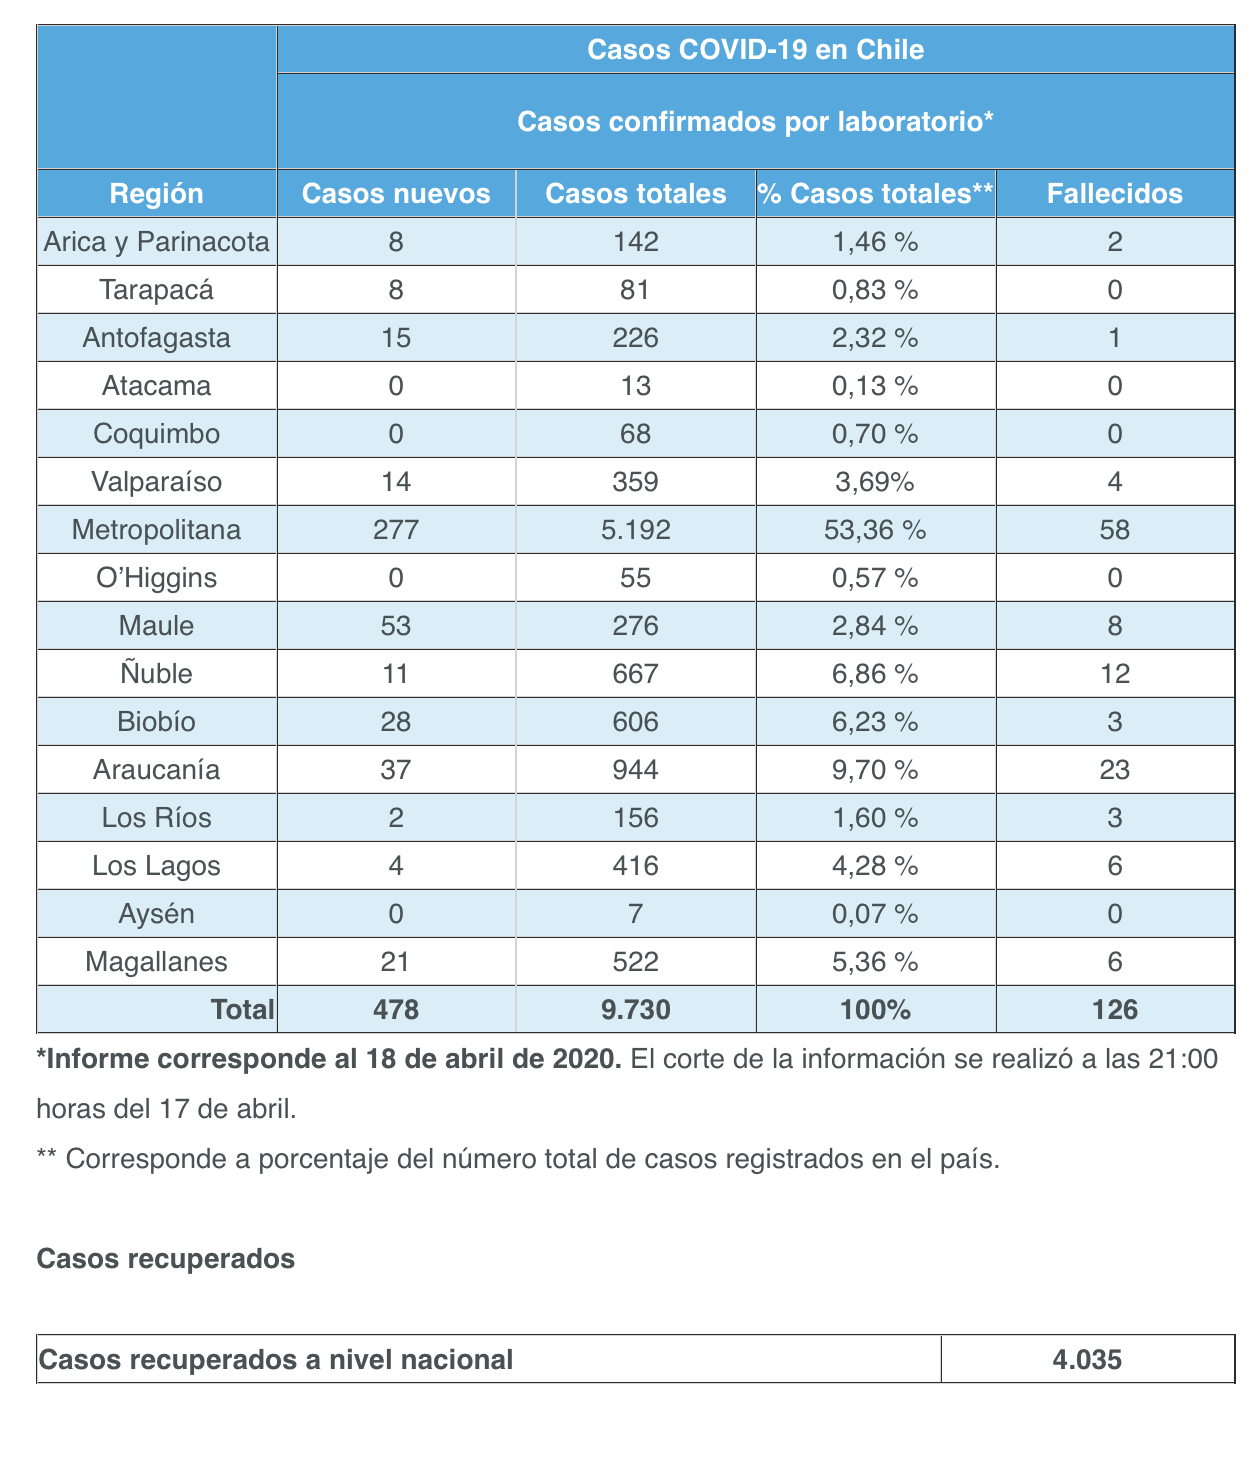 Casos COVID-19 en Chile
Casos confirmados por laboratorio*
Región Casos nuevos Casos totales % Casos totales** Fallecidos
Arica y Parinacota 8 142 1,46 % 2
Tarapacá 8 81 0,83 % 0
Antofagasta 15 226 2,32 % 1
Atacama 0 13 0,13 % 0
Coquimbo 0 68 0,70 % 0
Valparaíso 14 359 3,69% 4
Metropolitana 277 5.192 53,36 % 58
O’Higgins 0 55 0,57 % 0
Maule 53 276 2,84 % 8
Ñuble 11 667 6,86 % 12
Biobío 28 606 6,23 % 3
Araucanía 37 944 9,70 % 23
Los Ríos 2 156 1,60 % 3
Los Lagos 4 416 4,28 % 6
Aysén 0 7 0,07 % 0
Magallanes 21 522 5,36 % 6
Total 478 9.730 100% 126
*Informe corresponde al 18 de abril de 2020. El corte de la información se realizó a las 21:00
horas del 17 de abril.
** Corresponde a porcentaje del número total de casos registrados en el país.
Casos recuperados
Casos recuperados a nivel nacional 4.035